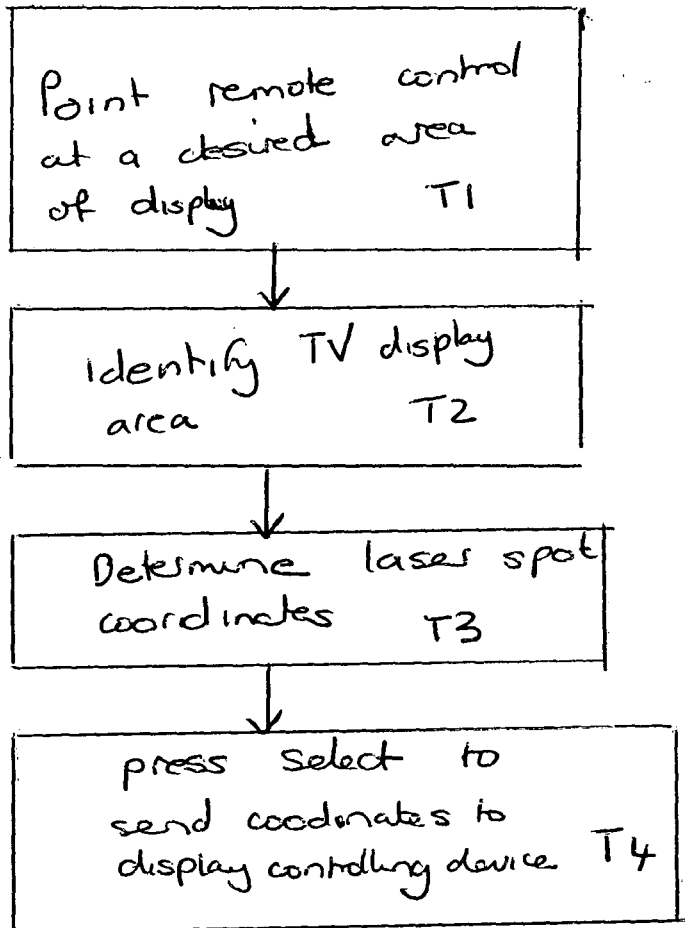 Point remote control
at a desired area
of display T1
identify TV display
area T2
Determine laser spot
coordinates T3
press select to
send coodinates to
display controlling device T4